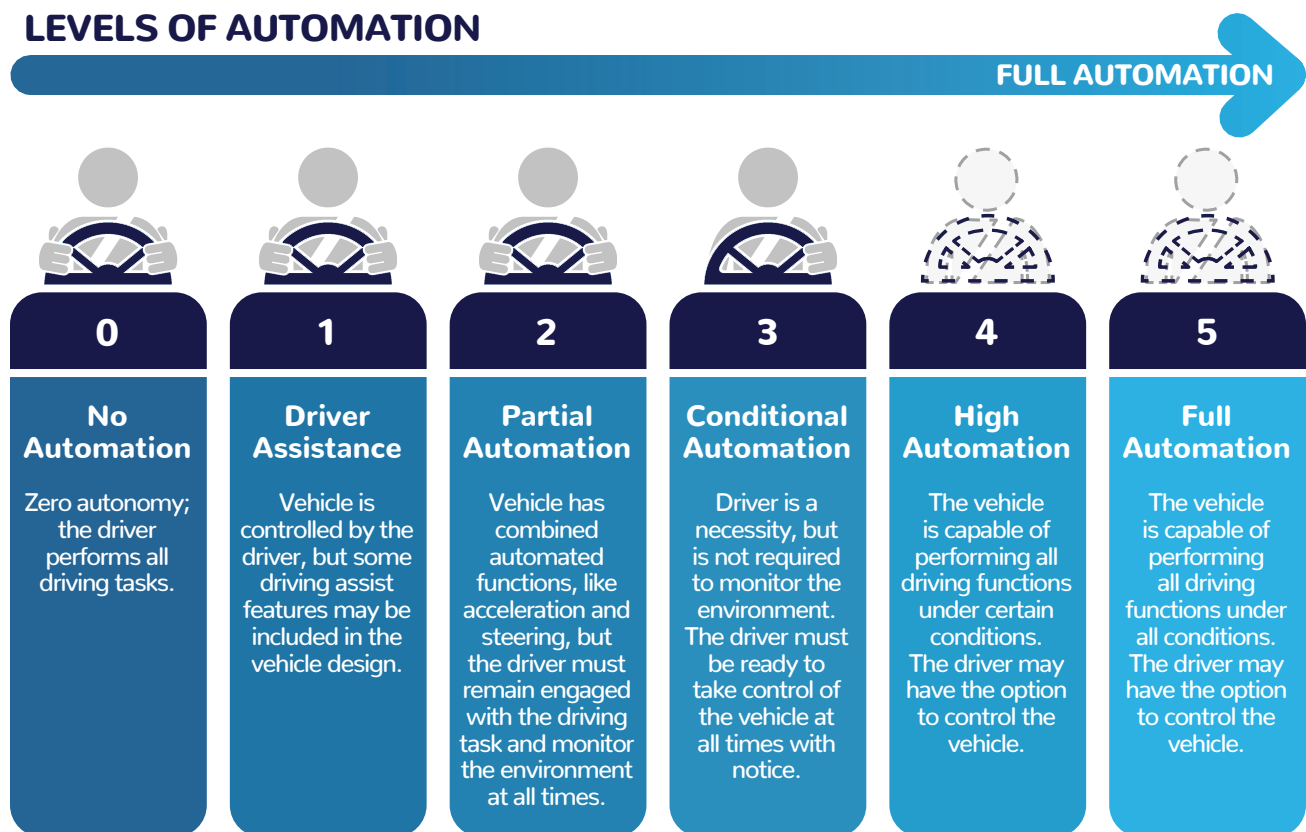 LEVELS OF AUTOMATION
FULL AUTOMATION
0
No
Automation
Zero autonomy;
the driver
performs all
driving tasks.
1
Driver
Assistance
Vehicle is
controlled by the
driver, but some
driving assist
features may be
included in the
vehicle design.
2
Partial
Automation
Vehicle has
combined
automated
functions, like
acceleration and
steering, but
the driver must
remain engaged
with the driving
task and monitor
the environment
at all times.
3
Conditional
Automation
Driver is a
necessity, but
is not required
to monitor the
environment.
The driver must
be ready to
take control of
the vehicle at
all times with
notice.
4
High
Automation
The vehicle
is capable of
performing all
driving functions
under certain
conditions.
The driver may
have the option
to control the
vehicle.
5
Full
Automation
The vehicle
is capable of
performing
all driving
functions under
all conditions.
The driver may
have the option
to control the
vehicle.